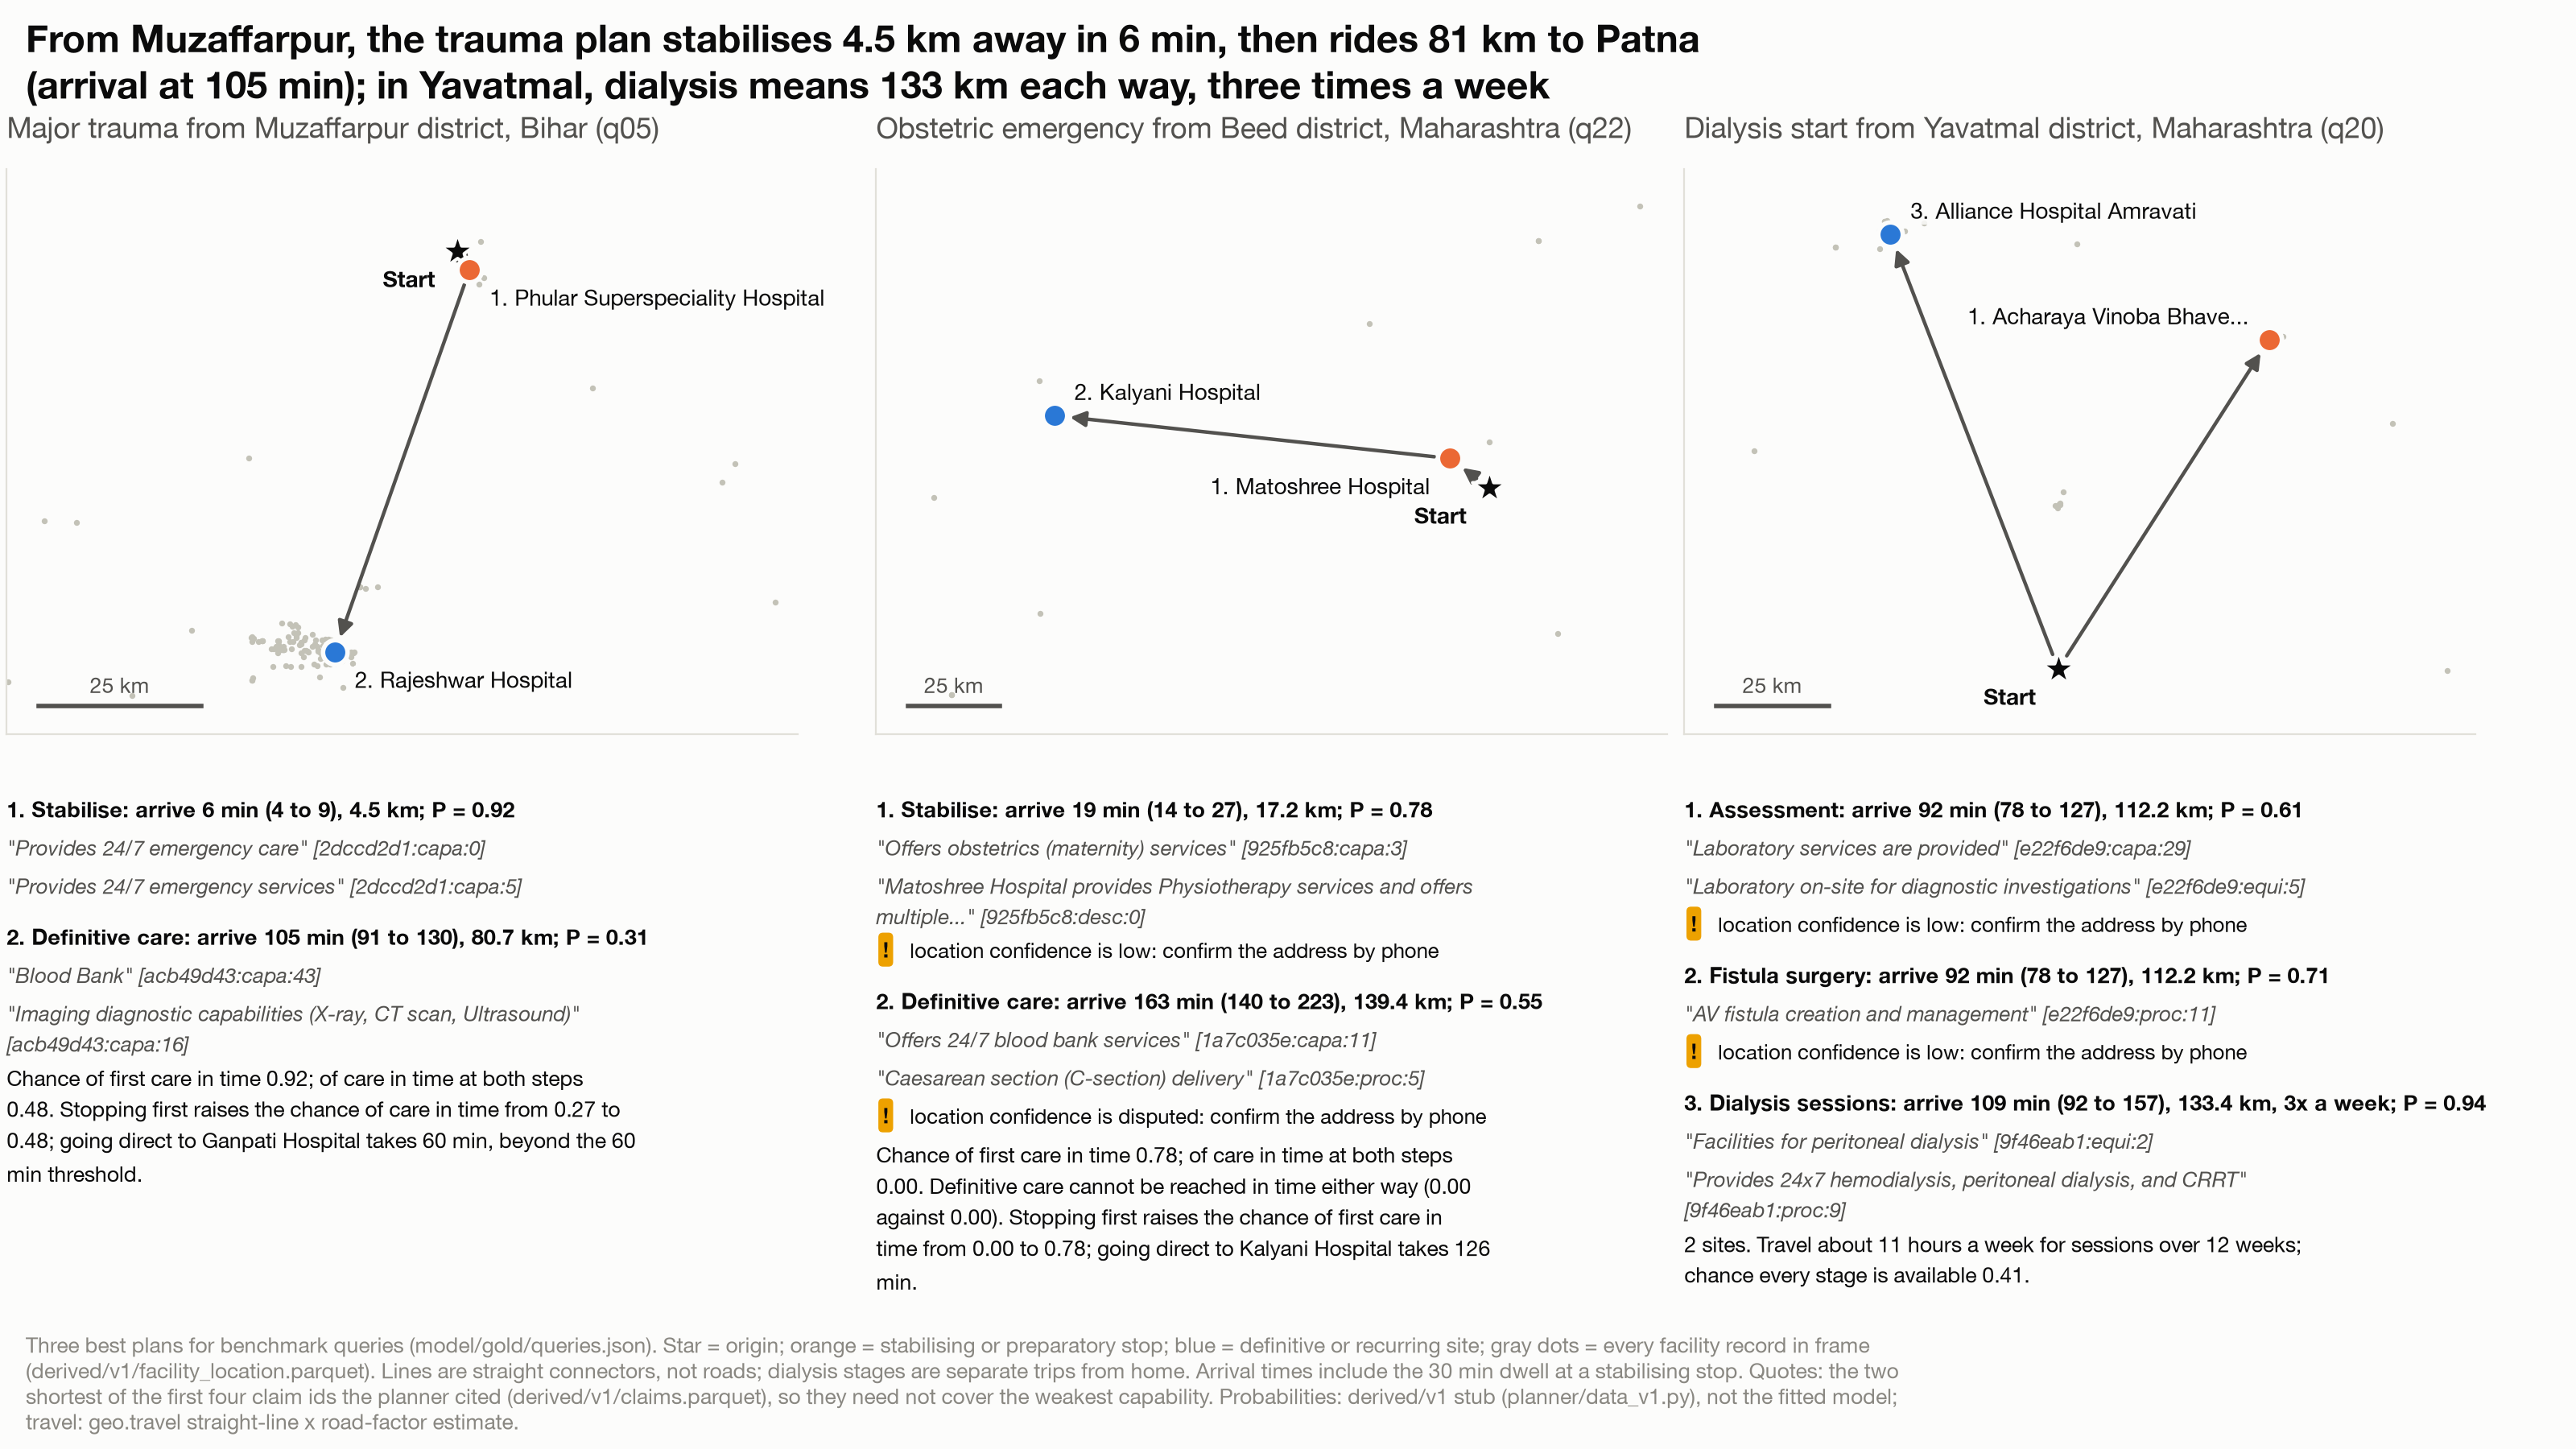 From Muzaffarpur, the trauma plan stabilises 4.5 km away in 6 min, then rides 81 km to Patna
(arrival at 105 min); in Yavatmal, dialysis means 133 km each way, three times a week
Major trauma from Muzaffarpur district, Bihar (q05)
Start
1. Phular Superspeciality Hospital
2. Rajeshwar Hospital
25 km
1. Stabilise: arrive 6 min (4 to 9), 4.5 km; P = 0.92
"Provides 24/7 emergency care" [2dccd2d1:capa:0]
"Provides 24/7 emergency services" [2dccd2d1:capa:5]
2. Definitive care: arrive 105 min (91 to 130), 80.7 km; P = 0.31
"Blood Bank" [acb49d43:capa:43]
"Imaging diagnostic capabilities (X-ray, CT scan, Ultrasound)"
[acb49d43:capa:16]
Chance of first care in time 0.92; of care in time at both steps
0.48. Stopping first raises the chance of care in time from 0.27 to
0.48; going direct to Ganpati Hospital takes 60 min, beyond the 60
min threshold.
Obstetric emergency from Beed district, Maharashtra (q22)
2. Kalyani Hospital
1. Matoshree Hospital
Start
25 km
1. Stabilise: arrive 19 min (14 to 27), 17.2 km; P = 0.78
"Offers obstetrics (maternity) services" [925fb5c8:capa:3]
"Matoshree Hospital provides Physiotherapy services and offers
multiple..." [925fb5c8:desc:0]
! location confidence is low: confirm the address by phone
2. Definitive care: arrive 163 min (140 to 223), 139.4 km; P = 0.55
"Offers 24/7 blood bank services" [1a7c035e:capa:11]
"Caesarean section (C-section) delivery" [1a7c035e:proc:5]
! location confidence is disputed: confirm the address by phone
Chance of first care in time 0.78; of care in time at both steps
0.00. Definitive care cannot be reached in time either way (0.00
against 0.00). Stopping first raises the chance of first care in
time from 0.00 to 0.78; going direct to Kalyani Hospital takes 126
min.
Dialysis start from Yavatmal district, Maharashtra (q20)
3. Alliance Hospital Amravati
1. Acharaya Vinoba Bhave...
Start
25 km
1. Assessment: arrive 92 min (78 to 127), 112.2 km; P = 0.61
"Laboratory services are provided" [e22f6de9:capa:29]
"Laboratory on-site for diagnostic investigations" [e22f6de9:equi:5]
! location confidence is low: confirm the address by phone
2. Fistula surgery: arrive 92 min (78 to 127), 112.2 km; P = 0.71
"AV fistula creation and management" [e22f6de9:proc:11]
! location confidence is low: confirm the address by phone
3. Dialysis sessions: arrive 109 min (92 to 157), 133.4 km, 3x a week; P = 0.94
"Facilities for peritoneal dialysis" [9f46eab1:equi:2]
"Provides 24x7 hemodialysis, peritoneal dialysis, and CRRT"
[9f46eab1:proc:9]
2 sites. Travel about 11 hours a week for sessions over 12 weeks;
chance every stage is available 0.41.
Three best plans for benchmark queries (model/gold/queries.json). Star = origin; orange = stabilising or preparatory stop; blue = definitive or recurring site; gray dots = every facility record in frame
(derived/v1/facility_location.parquet). Lines are straight connectors, not roads; dialysis stages are separate trips from home. Arrival times include the 30 min dwell at a stabilising stop. Quotes: the two
shortest of the first four claim ids the planner cited (derived/v1/claims.parquet), so they need not cover the weakest capability. Probabilities: derived/v1 stub (planner/data_v1.py), not the fitted model;
travel: geo.travel straight-line x road-factor estimate.